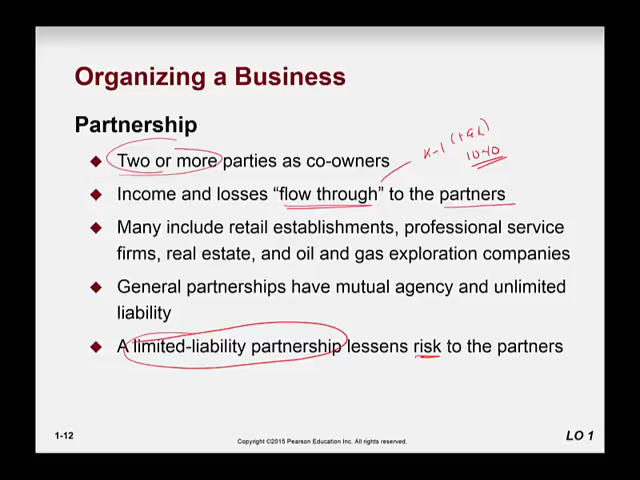 Organizing a Business
Partnership
Two or more parties as co-owners
Income and losses “flow through” to the partners
K-1
1040
Many include retail establishments, professional service
firms, real estate, and oil and gas exploration companies
General partnerships have mutual agency and unlimited
liability
A limited-liability partnership lessens risk to the partners
1-12
Copyright ©2015 Pearson Education Inc. All rights reserved.
LO 1